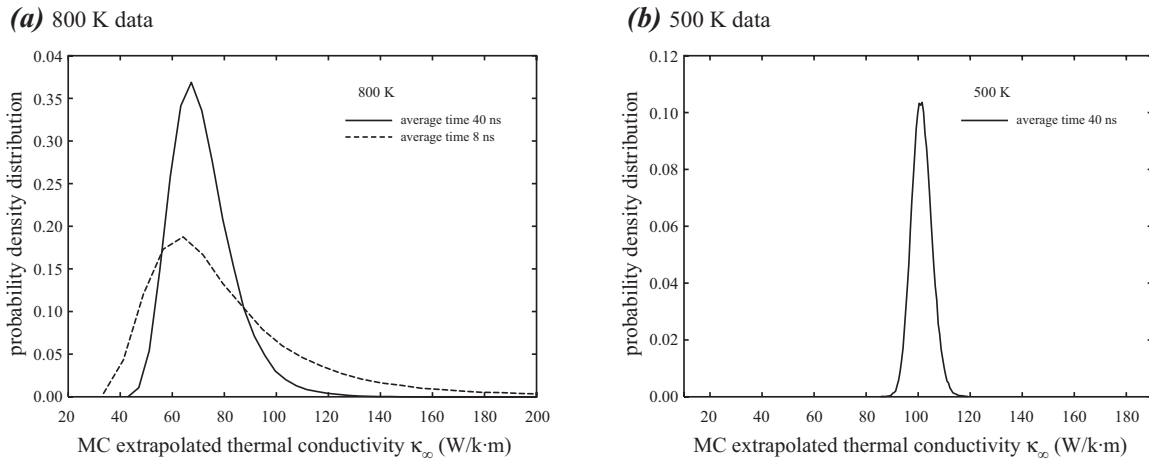 (a) 800 K data
0.04
0.35
0.30
0.25
0.20
0.15
0.10
0.05
0.00
20 40 60 80 100 120 140 160 180 200
probability density distribution
MC extrapolated thermal conductivity κ∞ (W/k·m)
800 K
average time 40 ns
average time 8 ns
(b) 500 K data
0.12
0.10
0.08
0.06
0.04
0.02
0.00
20 40 60 80 100 120 140 160 180
probability density distribution
MC extrapolated thermal conductivity κ∞ (W/k·m)
500 K
average time 40 ns